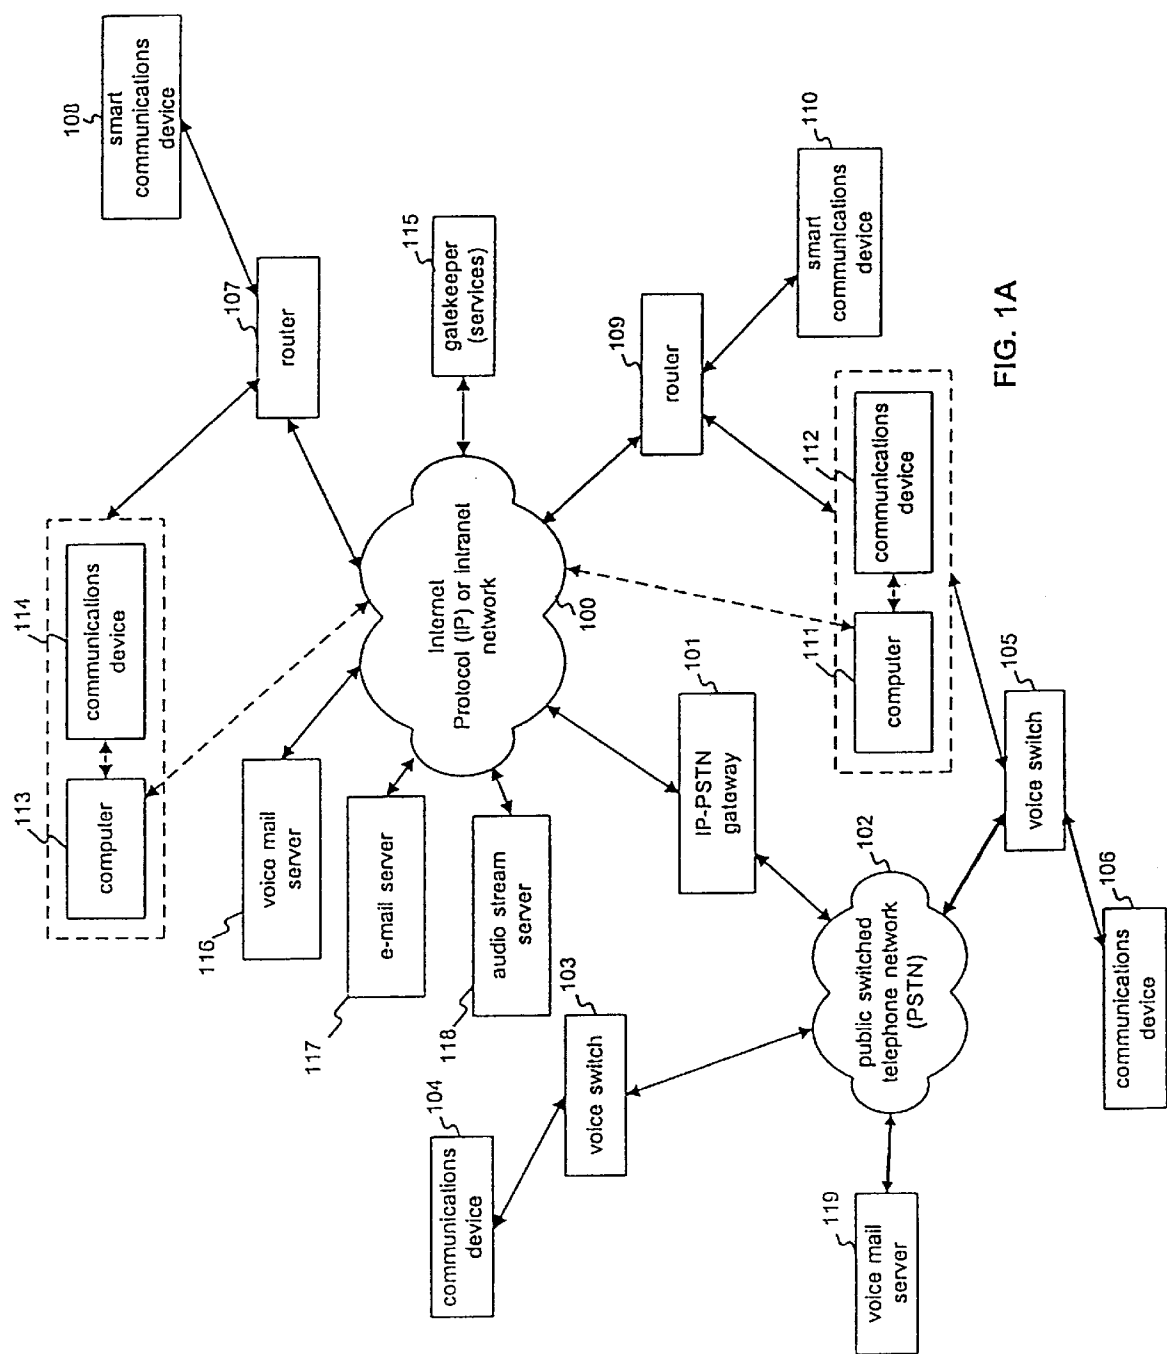 108
smart
communications
device
107
router
115
gatekeeper
(services)
110
smart
communications
device
109
router
114
communications
device
113
computer
Internet
Protocol (IP) or intranet
network
100
112
communications
device
111
computer
116
voice mail
server
117
e-mail server
118
audio stream
server
101
IP-PSTN
gateway
105
voice switch
102
public switched
telephone network
(PSTN)
106
communications
device
103
voice switch
104
communications
device
119
voice mail
server
FIG. 1A